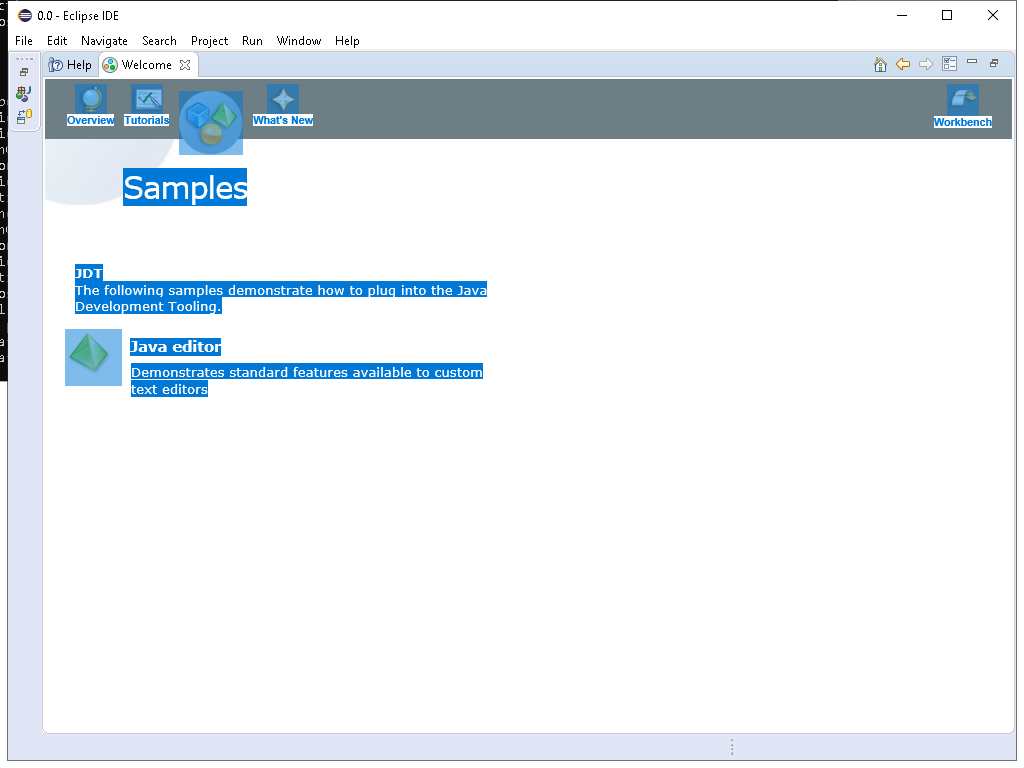 0.0 - Eclipse IDE
File Edit Navigate Search Project Run Window Help
Help Welcome
Overview Tutorials What's New Workbench
Samples
JDT
The following samples demonstrate how to plug into the Java
Development Tooling.
Java editor
Demonstrates standard features available to custom
text editors